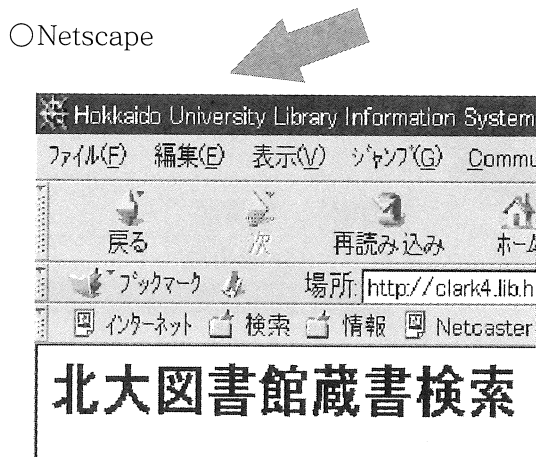 ○Netscape
Hokkaido University Library Information System
ファイル(F) 編集(E) 表示(V) ジャンプ(G) Commu
戻る 次 再読み込み ホーム
ブックマーク 場所: http://clark4.lib.h
インターネット 検索 情報 Netcaster
北大図書館蔵書検索